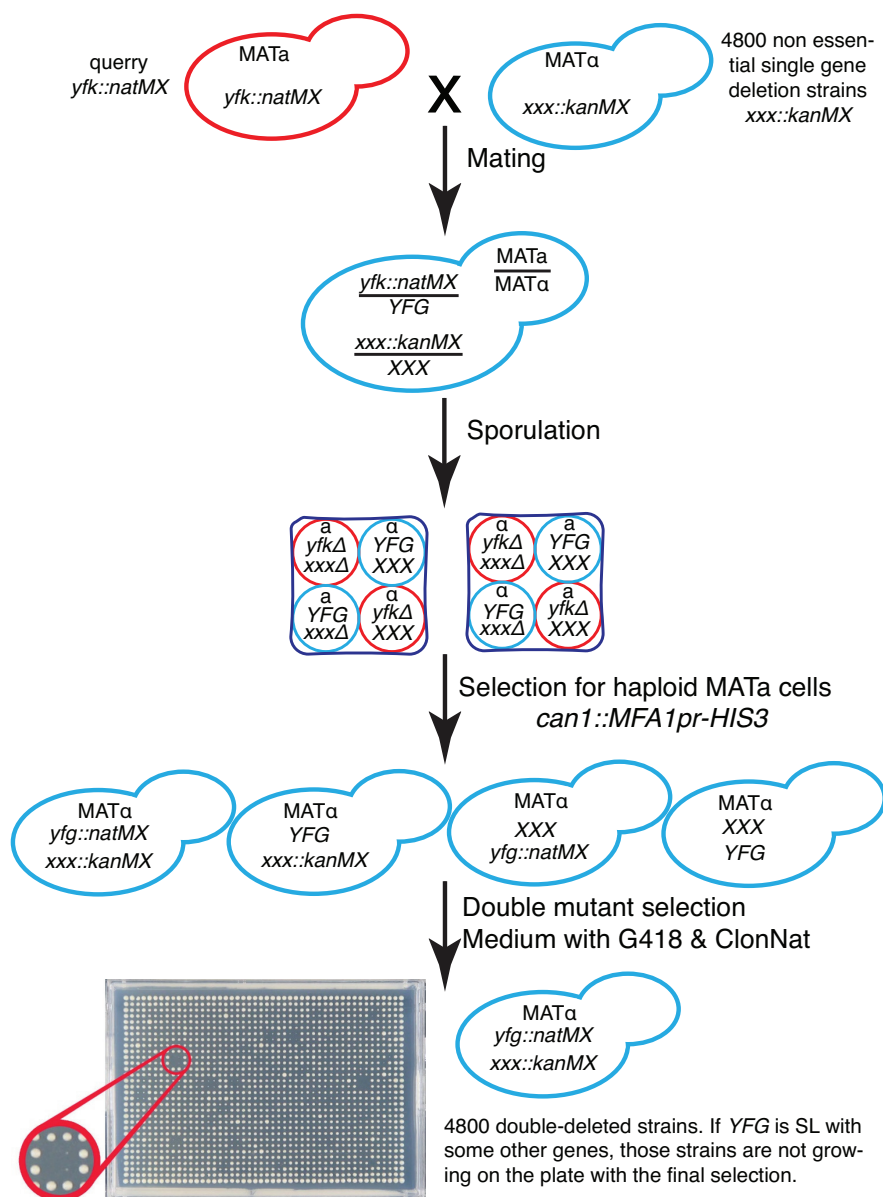 querry
yfk::natMX
MATa
yfk::natMX
X
MATα
xxx::kanMX
4800 non essen-
tial single gene
deletion strains
xxx::kanMX
Mating
yfk::natMX
YFG
MATa
MATα
xxx::kanMX
XXX
Sporulation
a
yfkΔ
xxxΔ
α
YFG
XXX
a
YFG
xxxΔ
α
yfkΔ
XXX
α
yfkΔ
xxxΔ
a
YFG
XXX
α
YFG
xxxΔ
a
yfkΔ
XXX
Selection for haploid MATa cells
can1::MFA1pr-HIS3
MATα
yfg::natMX
xxx::kanMX
MATα
YFG
xxx::kanMX
MATα
XXX
yfg::natMX
MATα
XXX
YFG
Double mutant selection
Medium with G418 & ClonNat
MATα
yfg::natMX
xxx::kanMX
4800 double-deleted strains. If YFG is SL with
some other genes, those strains are not grow-
ing on the plate with the final selection.